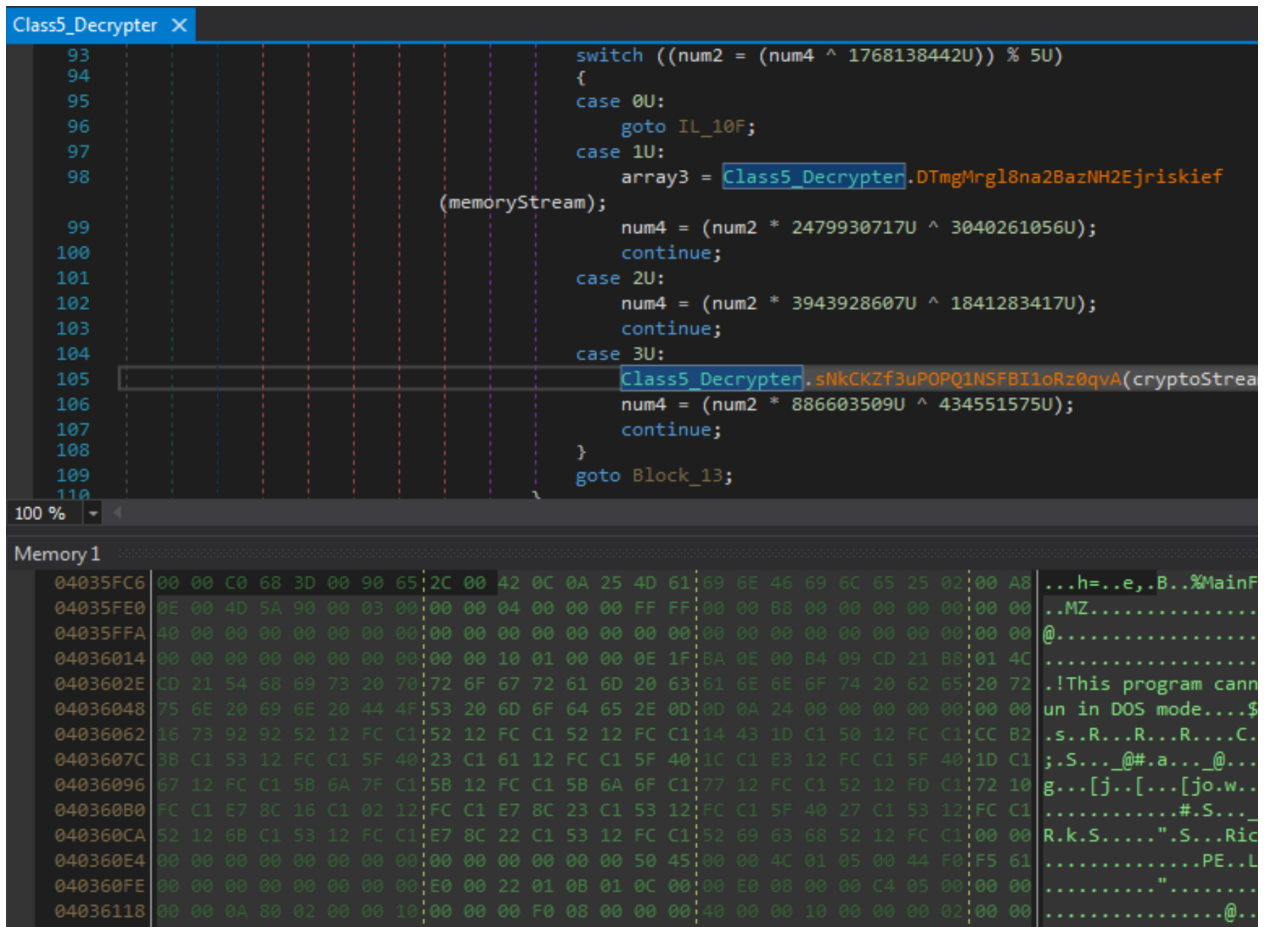 Class5_Decrypter ×
93 switch ((num2 = (num4 ^ 1768138442U)) % 5U)
94 {
95 case 0U:
96 goto IL_10F;
97 case 1U:
98 array3 = Class5_Decrypter.DTmgMrgl8na2BazNH2Ejriskief
(memoryStream);
99 num4 = (num2 * 2479930717U ^ 3040261056U);
100 continue;
101 case 2U:
102 num4 = (num2 * 3943928607U ^ 1841283417U);
103 continue;
104 case 3U:
105 Class5_Decrypter.sNkCKZf3uPOPQ1NSFBI1oRz0qvA(cryptoStrea
106 num4 = (num2 * 886603509U ^ 434551575U);
107 continue;
108 }
109 goto Block_13;
110 }
100 %
Memory 1
04035FC6 00 00 C0 68 3D 00 90 65 2C 00 42 0C 0A 25 4D 61 69 6E 46 69 6C 65 25 02 00 A8 ...h=..e,.B..%MainF
04035FE0 0E 00 4D 5A 90 00 03 00 00 00 04 00 00 00 FF FF 00 00 B8 00 00 00 00 00 00 00 ..MZ...............
04035FFA 40 00 00 00 00 00 00 00 00 00 00 00 00 00 00 00 00 00 00 00 00 00 00 00 00 00 @..................
04036014 00 00 00 00 00 00 00 00 00 00 10 01 00 00 0E 1F BA 0E 00 B4 09 CD 21 B8 01 4C ...................
0403602E CD 21 54 68 69 73 20 70 72 6F 67 72 61 6D 20 63 61 6E 6E 6F 74 20 62 65 20 72 .!This program cann
04036048 75 6E 20 69 6E 20 44 4F 53 20 6D 6F 64 65 2E 0D 0D 0A 24 00 00 00 00 00 00 00 un in DOS mode....$
04036062 16 73 92 92 52 12 FC C1 52 12 FC C1 52 12 FC C1 14 43 1D C1 50 12 FC C1 CC B2 .s..R...R...R....C.
0403607C 3B C1 53 12 FC C1 5F 40 23 C1 61 12 FC C1 5F 40 1C C1 E3 12 FC C1 5F 40 1D C1 ;.S..._@#.a..._@...
04036096 67 12 FC C1 5B 6A 7F C1 5B 12 FC C1 5B 6A 6F C1 77 12 FC C1 52 12 FD C1 72 10 g...[j..[...[jo.w..
040360B0 FC C1 E7 8C 16 C1 02 12 FC C1 E7 8C 23 C1 53 12 FC C1 5F 40 27 C1 53 12 FC C1 ............#.S..._
040360CA 52 12 6B C1 53 12 FC C1 E7 8C 22 C1 53 12 FC C1 52 69 63 68 52 12 FC C1 00 00 R.k.S.....".S...Ric
040360E4 00 00 00 00 00 00 00 00 00 00 00 00 00 00 50 45 00 00 4C 01 05 00 44 F0 F5 61 ..............PE..L
040360FE 00 00 00 00 00 00 00 00 E0 00 22 01 0B 01 0C 00 00 E0 08 00 00 C4 05 00 00 00 ..........."........
04036118 00 00 0A 80 02 00 00 10 00 00 00 F0 08 00 00 00 40 00 00 10 00 00 00 02 00 00 ................@..